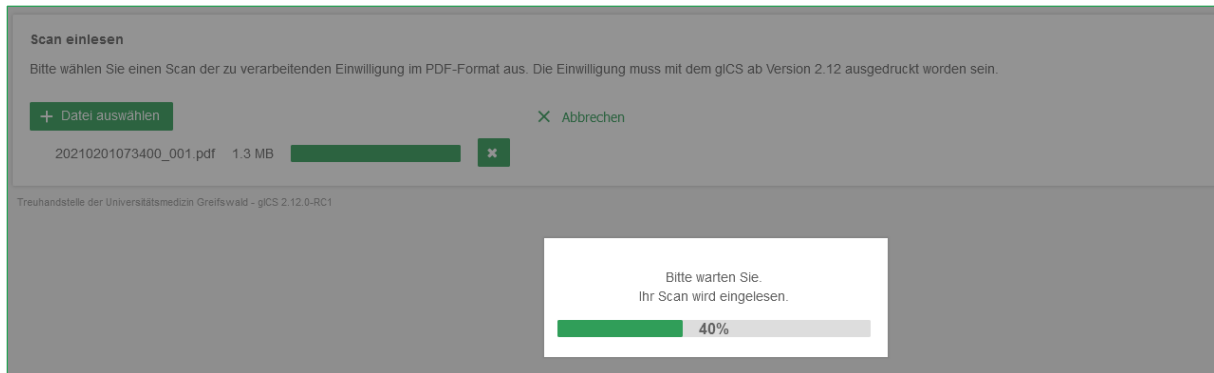 Scan einlesen
Bitte wählen Sie einen Scan der zu verarbeitenden Einwilligung im PDF-Format aus. Die Einwilligung muss mit dem gICS ab Version 2.12 ausgedruckt worden sein.
+ Datei auswählen
× Abbrechen
20210201073400_001.pdf 1.3 MB
Treuhandstelle der Universitätsmedizin Greifswald - gICS 2.12.0-RC1
Bitte warten Sie.
Ihr Scan wird eingelesen.
40%